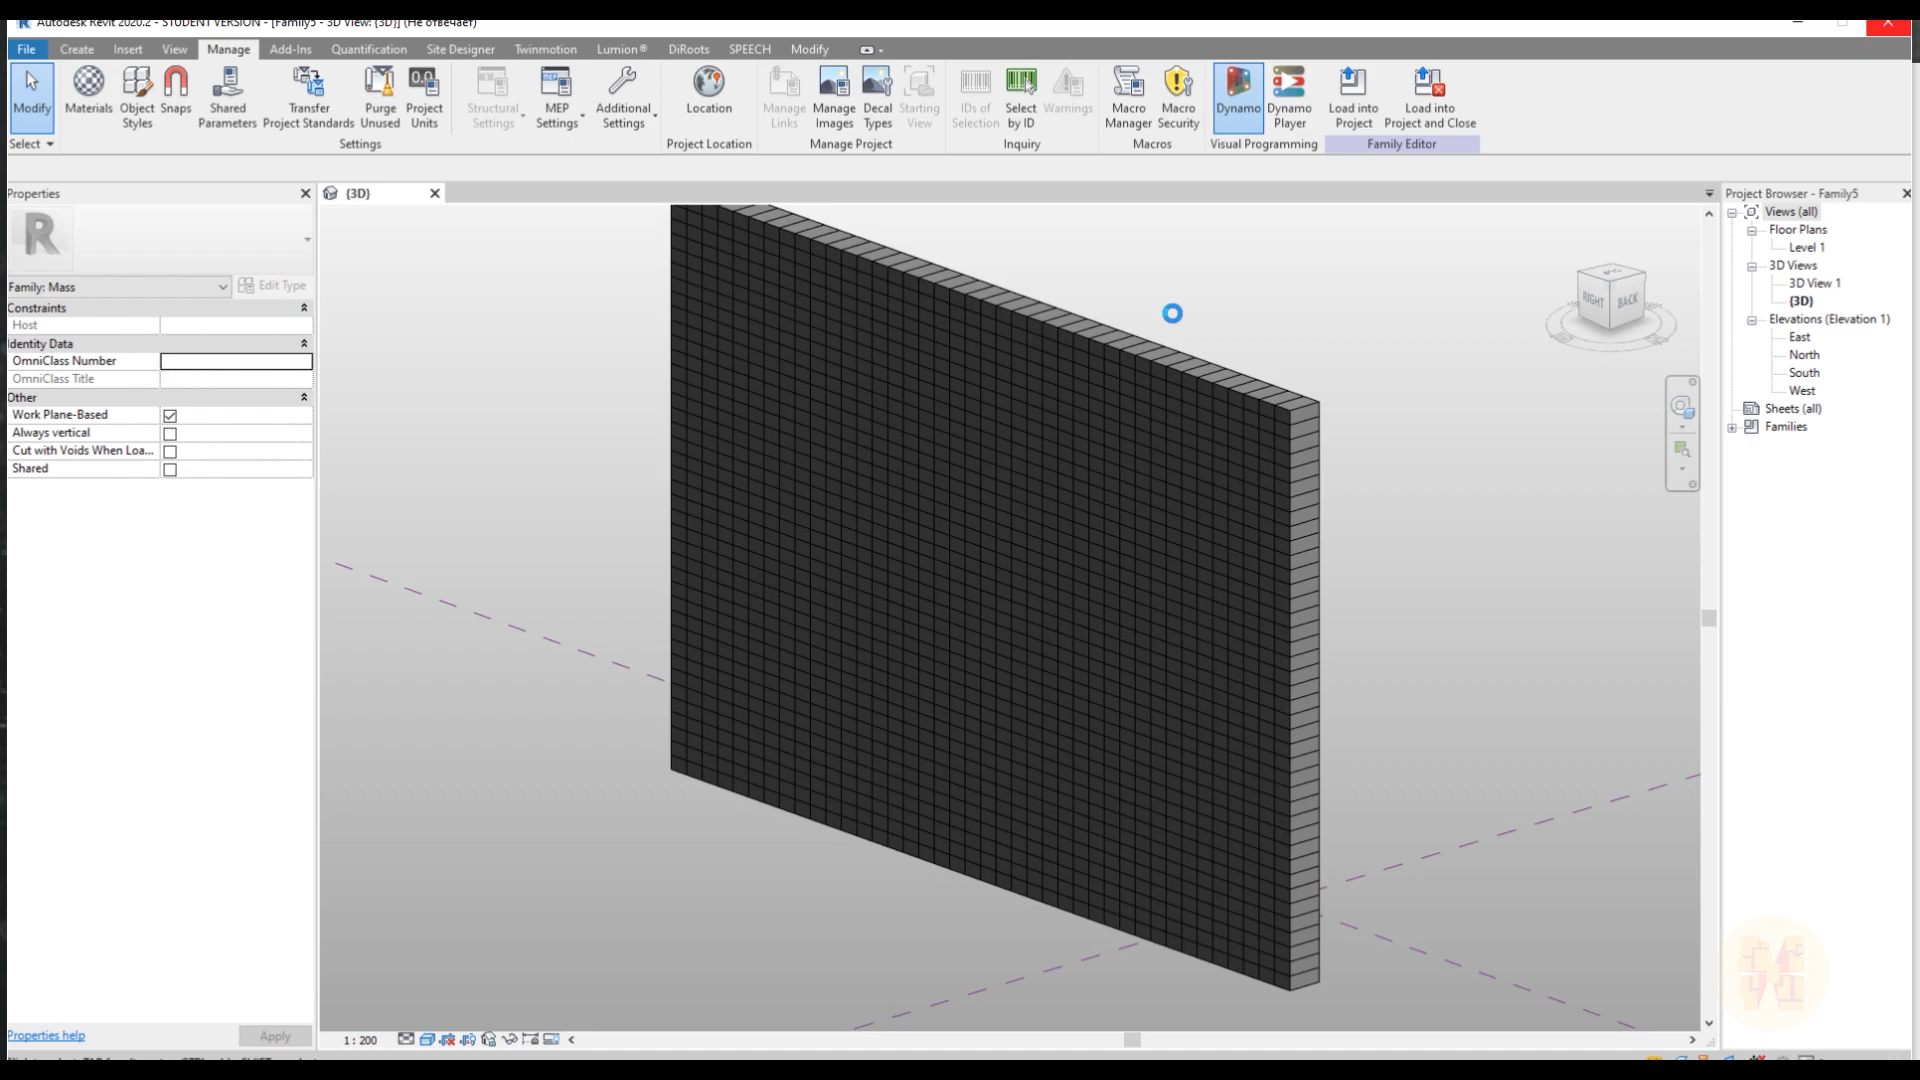 Autodesk Revit 2020.2 - STUDENT VERSION - [Family5 - 3D View: {3D}] (Не отвечает)
File Create Insert View Manage Add-Ins Quantification Site Designer Twinmotion Lumion® DiRoots SPEECH Modify
Modify
Materials
Object Styles
Snaps
Shared Parameters
Transfer Project Standards
Purge Unused
Project Units
Structural Settings
MEP Settings
Additional Settings
Location
Manage Links
Manage Images
Decal Types
Starting View
IDs of Selection
Select by ID
Warnings
Macro Manager
Macro Security
Dynamo
Dynamo Player
Load into Project
Load into Project and Close
Select Settings Project Location Manage Project Inquiry Macros Visual Programming Family Editor
Properties
R
Family: Mass Edit Type
Constraints
Host
Identity Data
OmniClass Number
OmniClass Title
Other
Work Plane-Based
Always vertical
Cut with Voids When Loa...
Shared
Properties help Apply
{3D}
RIGHT BACK
1 : 200
Project Browser - Family5
Views (all)
Floor Plans
Level 1
3D Views
3D View 1
{3D}
Elevations (Elevation 1)
East
North
South
West
Sheets (all)
Families